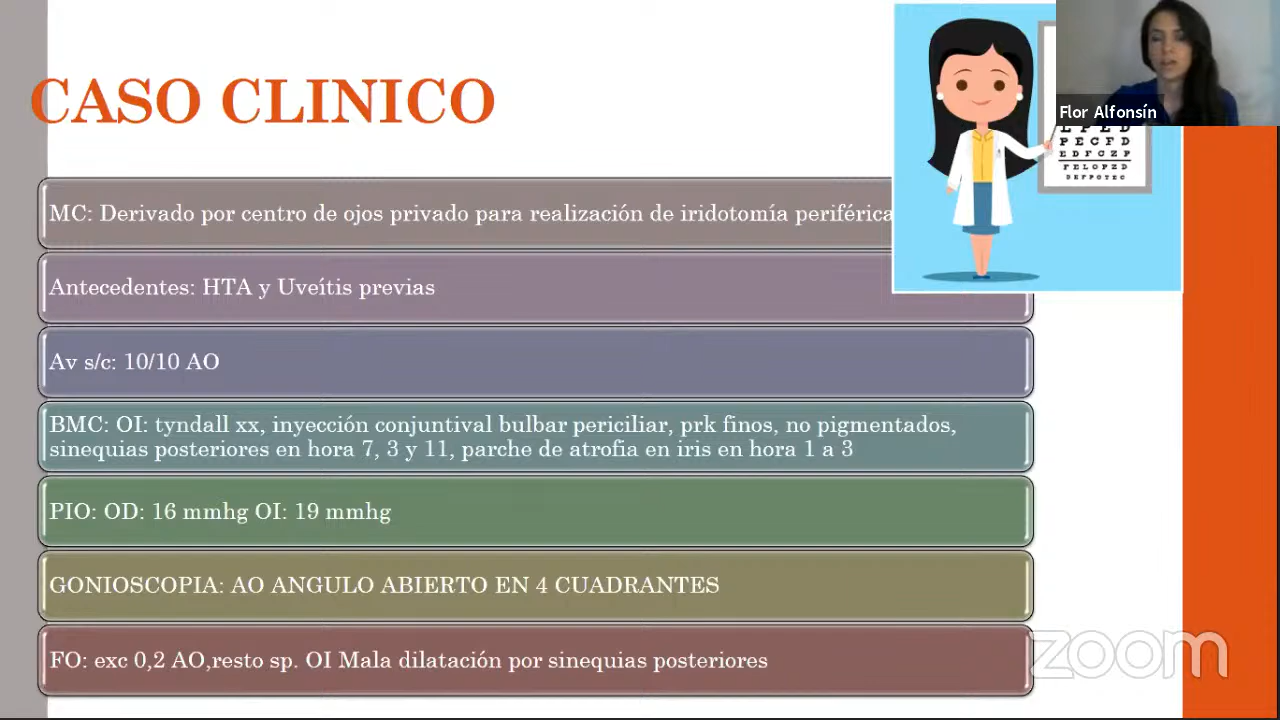 CASO CLINICO
Flor Alfonsín
PECFD
EDFCZP
FELOPZD
DEFPOTEC
MC: Derivado por centro de ojos privado para realización de iridotomía periférica
Antecedentes: HTA y Uveítis previas
Av s/c: 10/10 AO
BMC: OI: tyndall xx, inyección conjuntival bulbar periciliar, prk finos, no pigmentados,
sinequias posteriores en hora 7, 3 y 11, parche de atrofia en iris en hora 1 a 3
PIO: OD: 16 mmhg OI: 19 mmhg
GONIOSCOPIA: AO ANGULO ABIERTO EN 4 CUADRANTES
FO: exc 0,2 AO,resto sp. OI Mala dilatación por sinequias posteriores
zoom